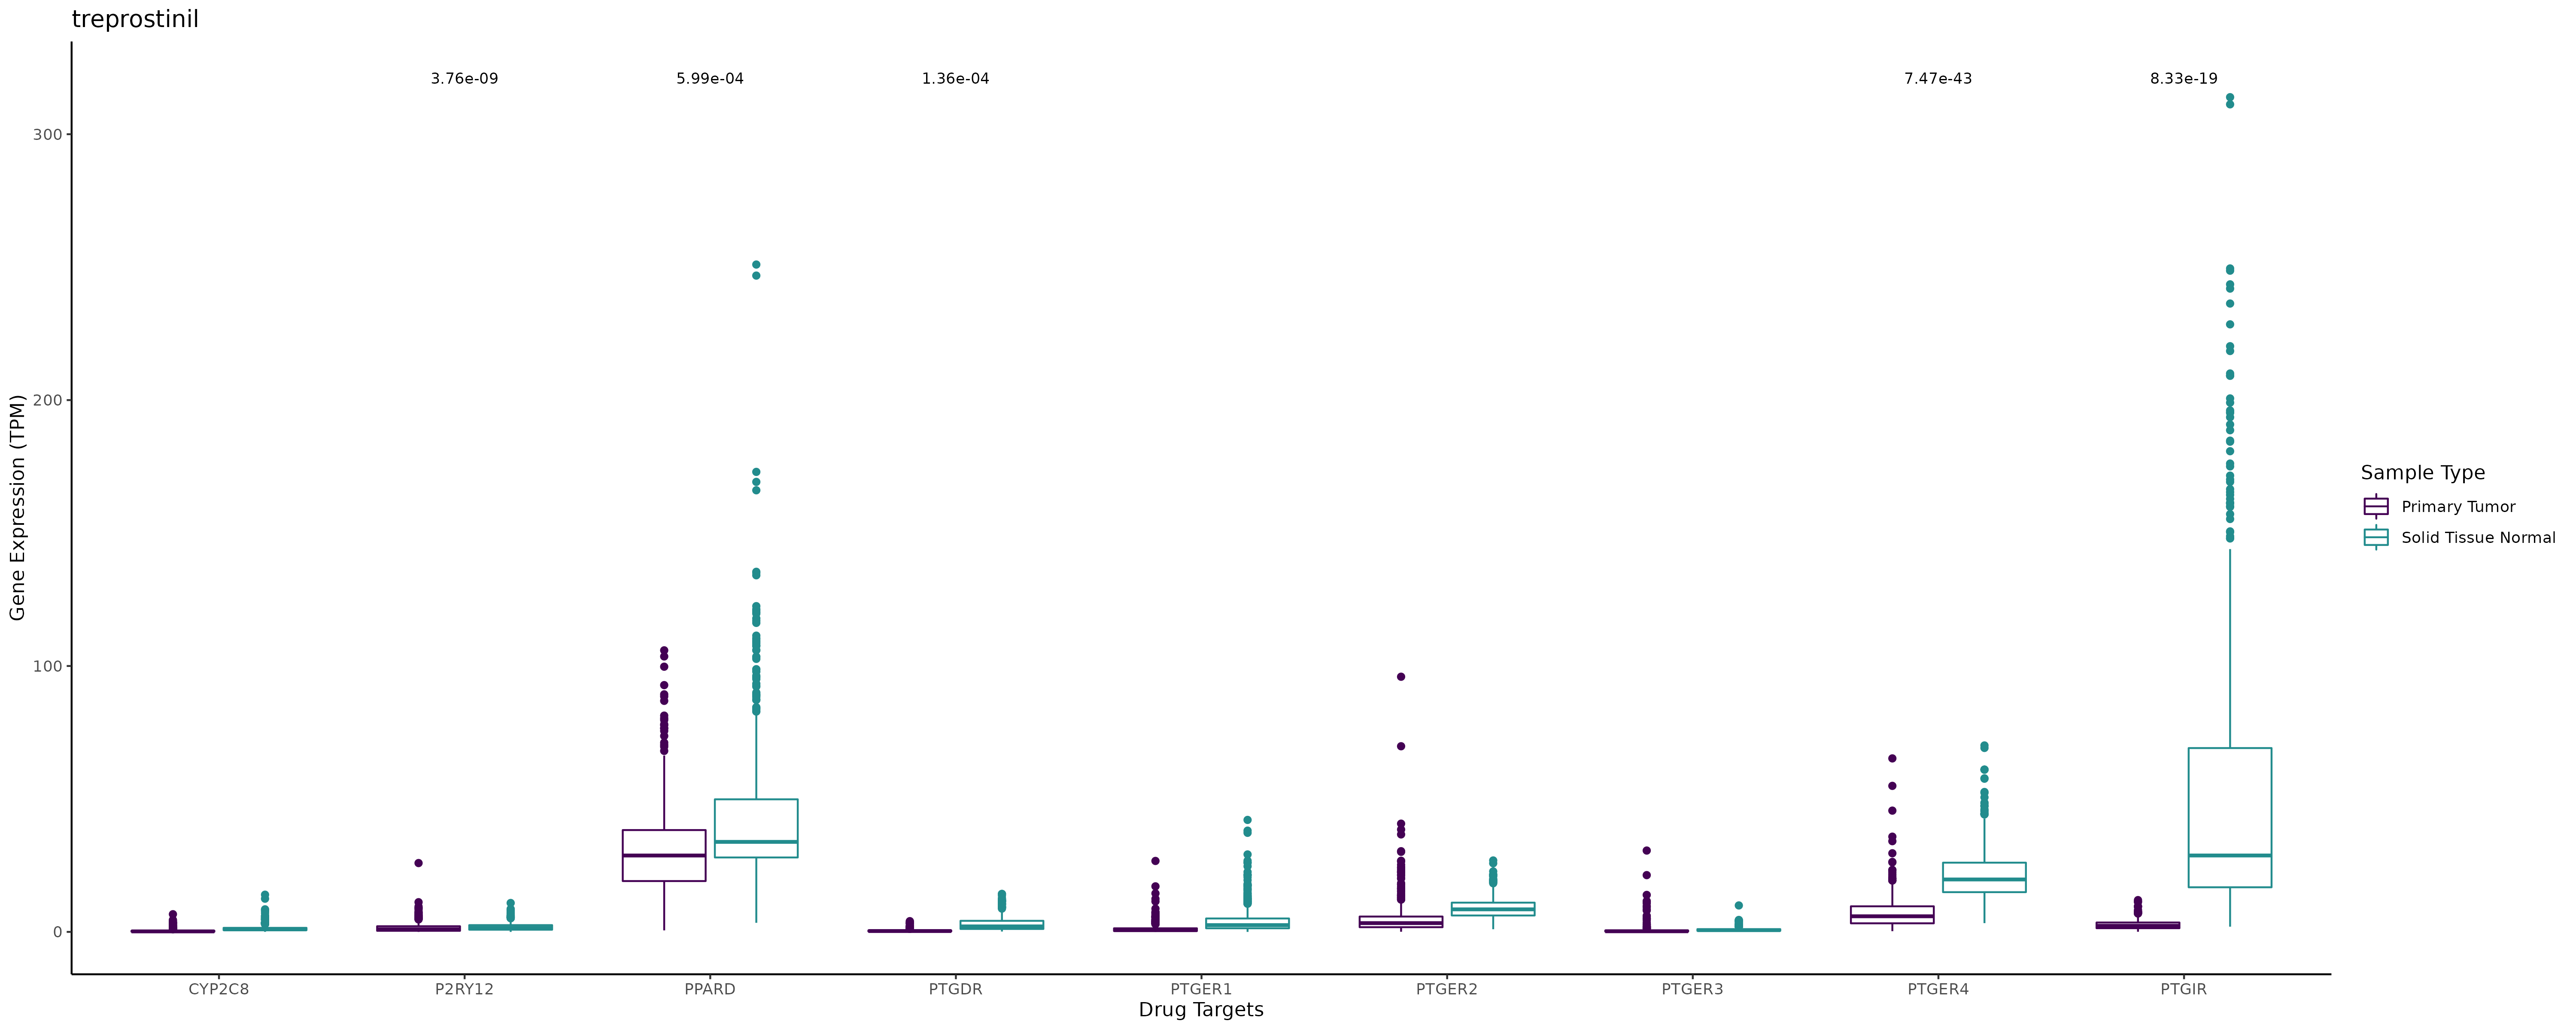 treprostinil
3.76e-09 5.99e-04 1.36e-04 7.47e-43 8.33e-19
300
200
100
0
Gene Expression (TPM)
CYP2C8 P2RY12 PPARD PTGDR PTGER1 PTGER2 PTGER3 PTGER4 PTGIR
Drug Targets
Sample Type
Primary Tumor
Solid Tissue Normal